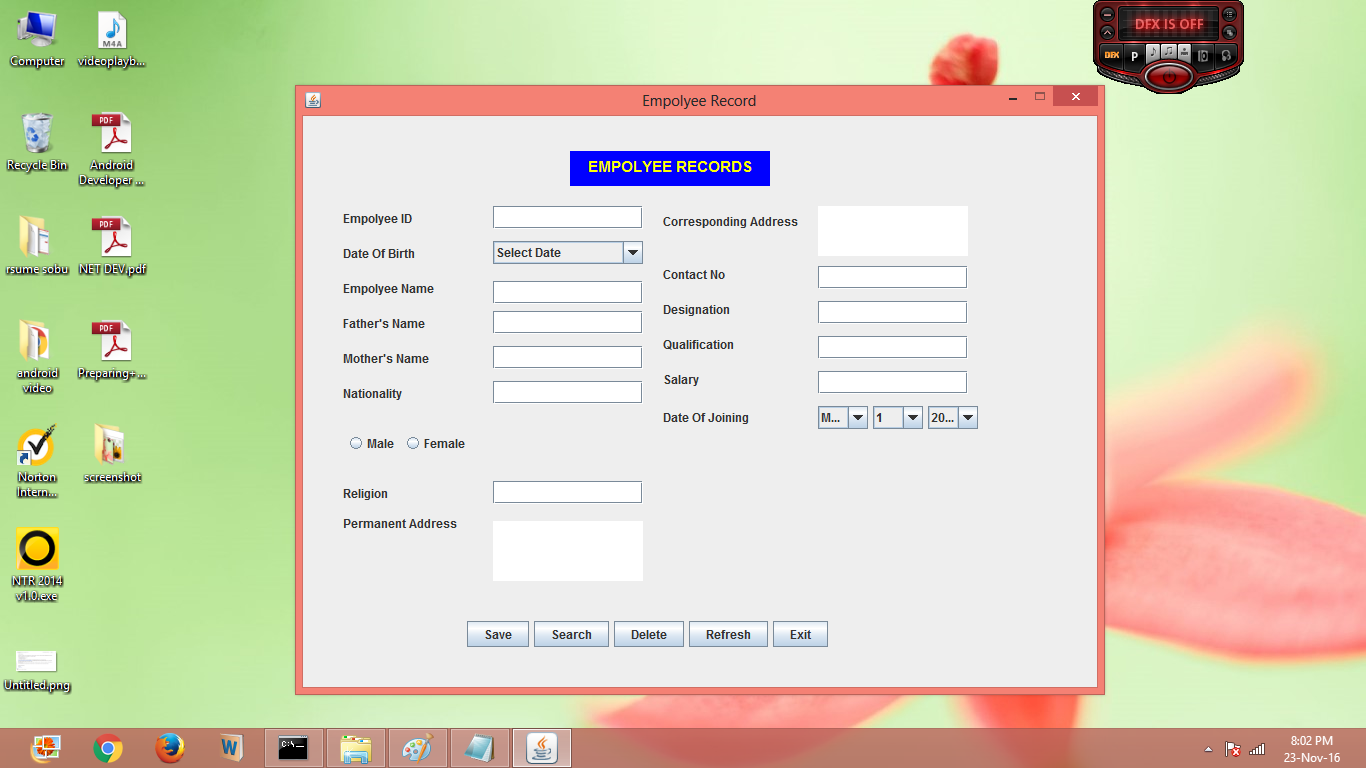 Computer
videoplayb...
M4A
DFX IS OFF
DFX
P
Recycle Bin
PDF
Android
Developer ...
rsume sobu
PDF
NET DEV.pdf
android
video
PDF
Preparing+...
Norton
Intern...
screenshot
NTR 2014
v1.0.exe
Untitled.png
Empolyee Record
EMPOLYEE RECORDS
Empolyee ID
Date Of Birth
Select Date
Empolyee Name
Father's Name
Mother's Name
Nationality
Male Female
Religion
Permanent Address
Corresponding Address
Contact No
Designation
Qualification
Salary
Date Of Joining
M... 1 20...
Save Search Delete Refresh Exit
W
C:\._
8:02 PM
23-Nov-16